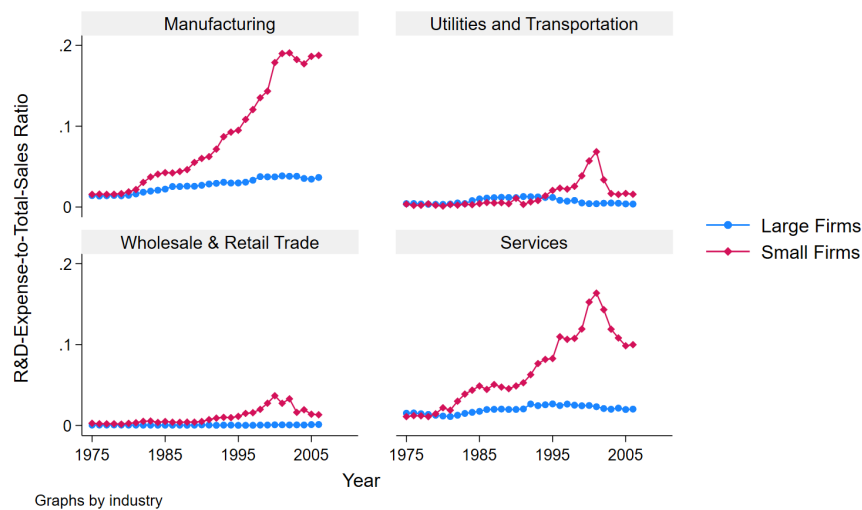 Manufacturing
Utilities and Transportation
.2
.1
0
Wholesale & Retail Trade
Services
.2
.1
0
1975 1985 1995 2005
1975 1985 1995 2005
R&D-Expense-to-Total-Sales Ratio
Year
Large Firms
Small Firms
Graphs by industry